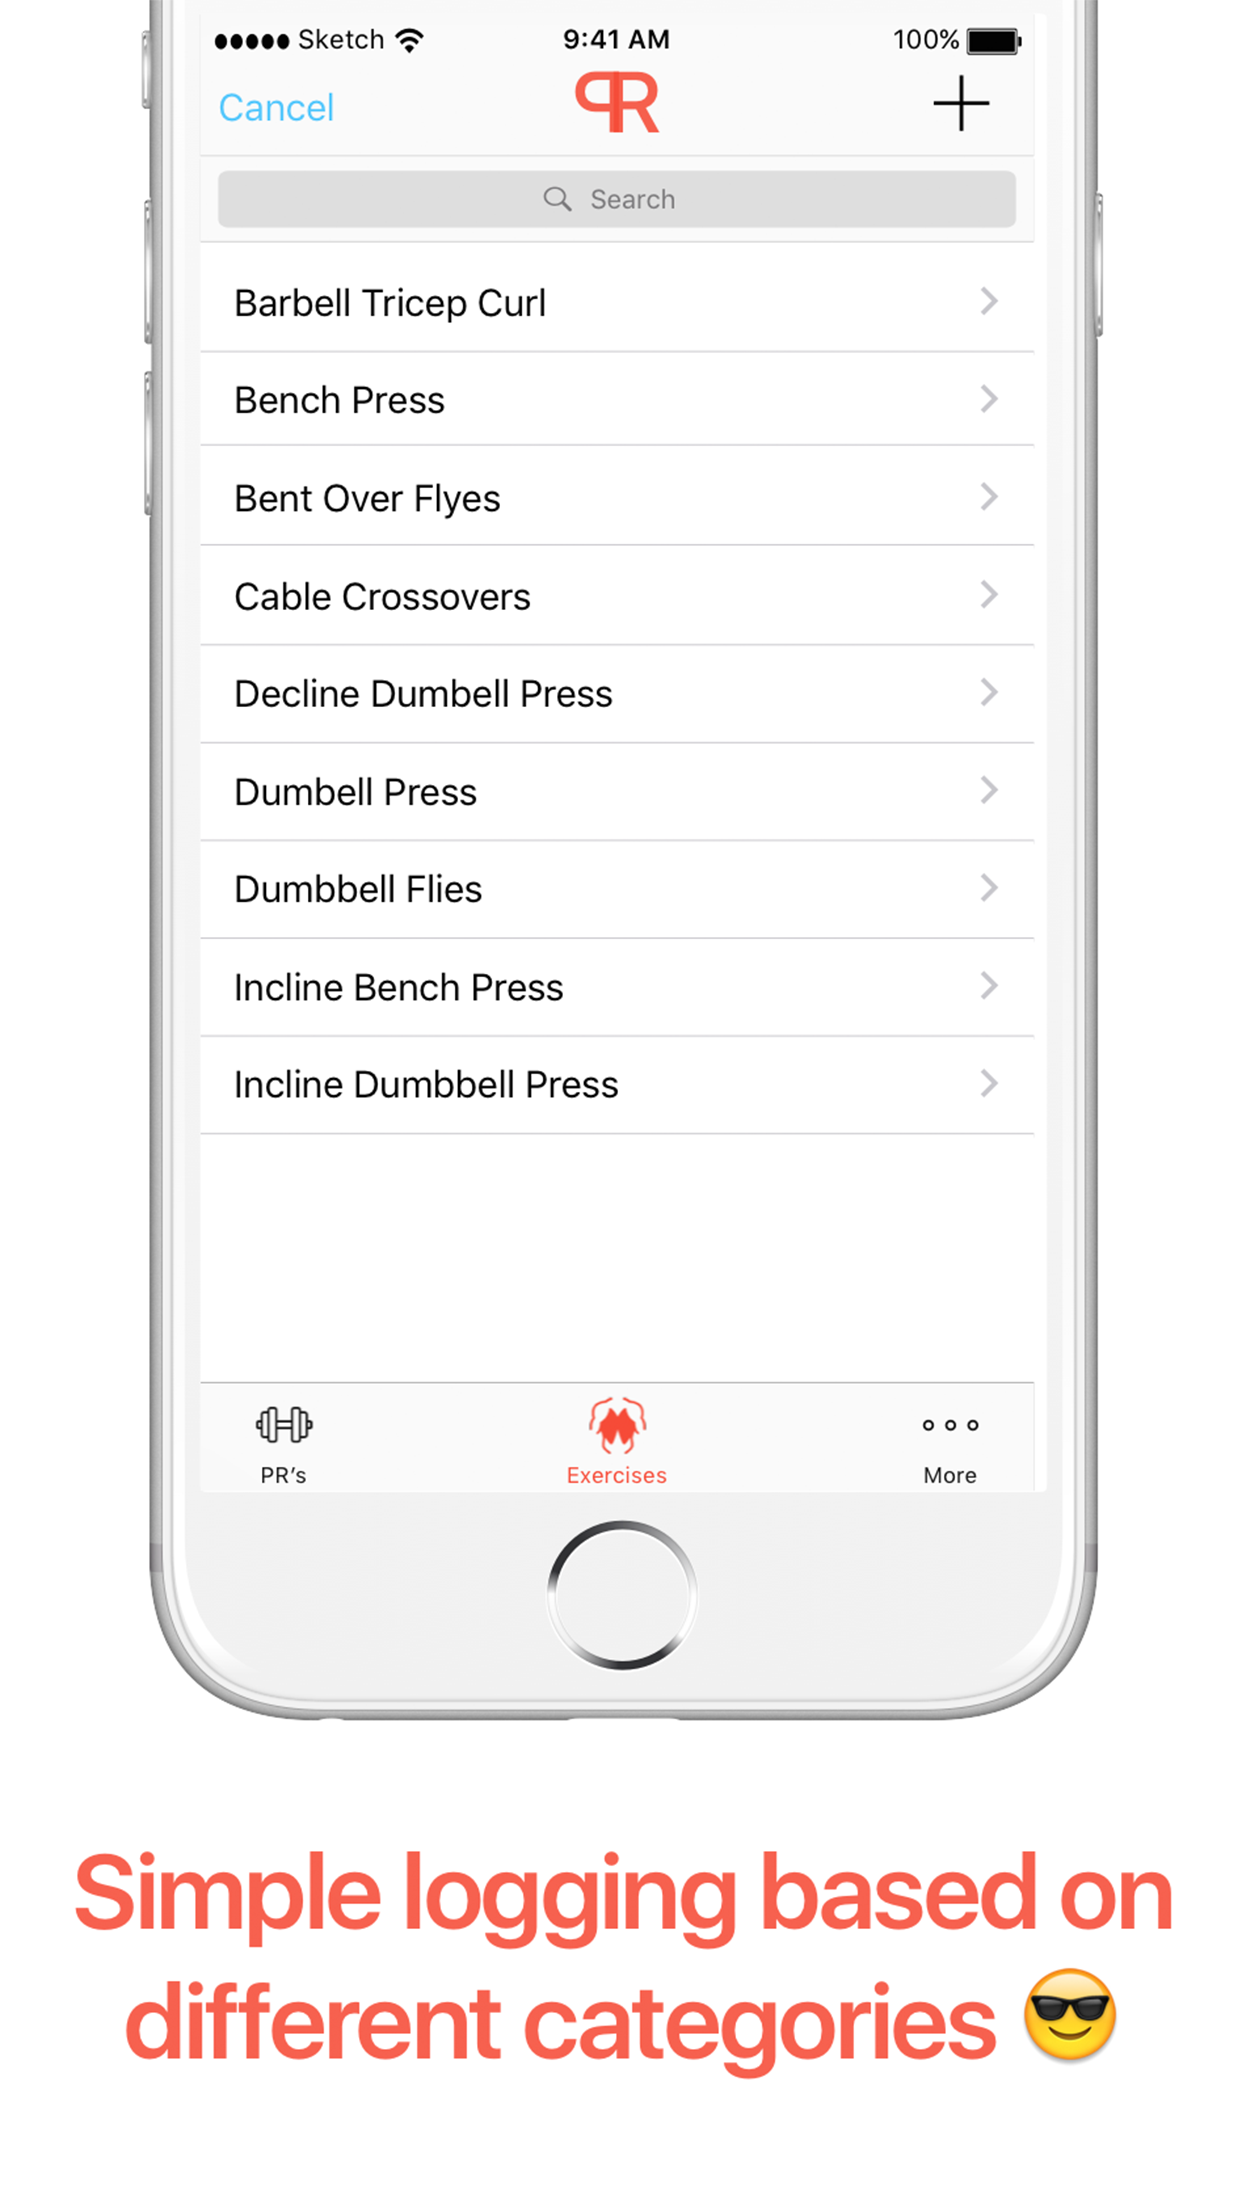 Sketch 9:41 AM 100%
Cancel PR +
Search
Barbell Tricep Curl
Bench Press
Bent Over Flyes
Cable Crossovers
Decline Dumbell Press
Dumbell Press
Dumbbell Flies
Incline Bench Press
Incline Dumbbell Press
PR’s Exercises More
Simple logging based on
different categories 😎